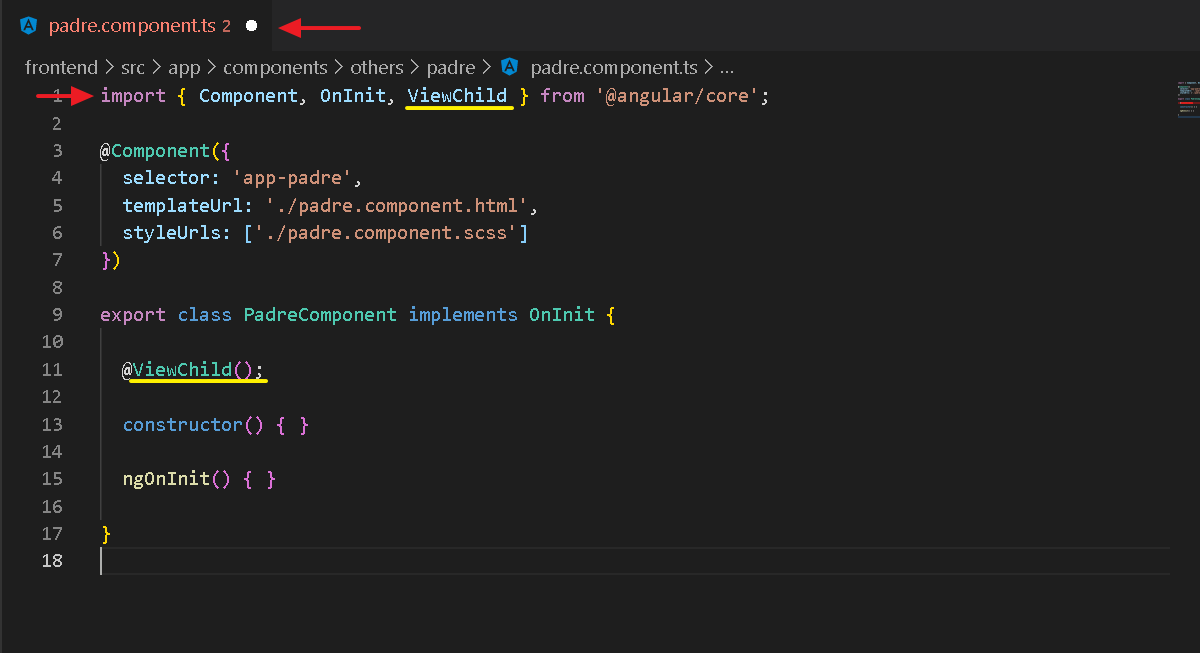 padre.component.ts 2
frontend > src > app > components > others > padre > padre.component.ts > ...
1 import { Component, OnInit, ViewChild } from '@angular/core';
2
3 @Component({
4 selector: 'app-padre',
5 templateUrl: './padre.component.html',
6 styleUrls: ['./padre.component.scss']
7 })
8
9 export class PadreComponent implements OnInit {
10
11 @ViewChild();
12
13 constructor() { }
14
15 ngOnInit() { }
16
17 }
18